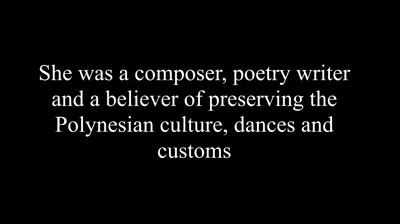 She was a composer, poetry writer
and a believer of preserving the
Polynesian culture, dances and
customs